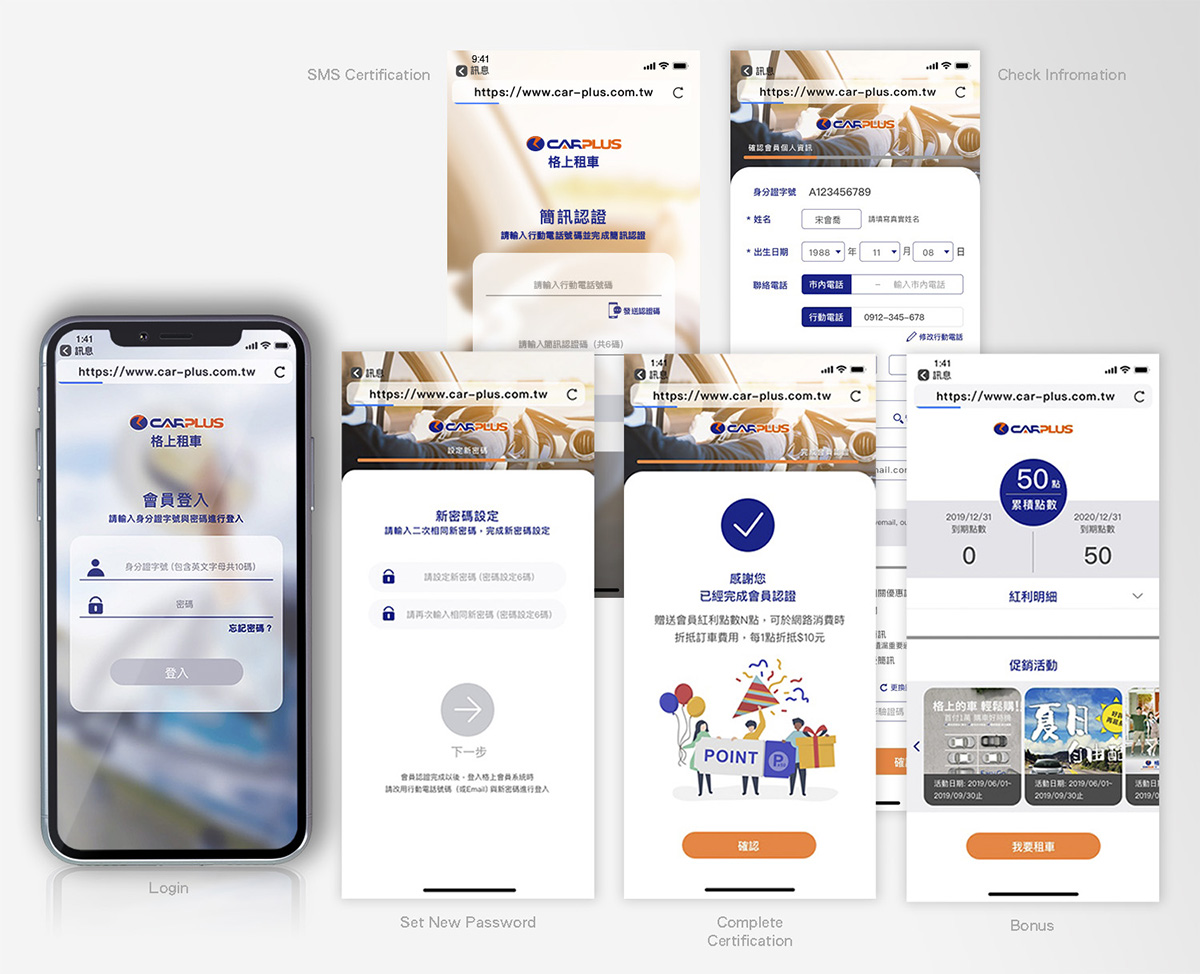 SMS Certification
9:41
訊息
https://www.car-plus.com.tw
CARPLUS
格上租車
簡訊認證
請輸入行動電話號碼並完成簡訊認證
請輸入行動電話號碼
發送認證碼
請輸入簡訊認證碼 (共6碼)
Check Infromation
訊息
https://www.car-plus.com.tw
CARPLUS
確認會員個人資訊
身分證字號 A123456789
* 姓名 宋會喬 請填寫真實姓名
* 出生日期 1988 年 11 月 08 日
聯絡電話 市內電話 – 輸入市內電話
行動電話 0912-345-678
修改行動電話
1:41
訊息
https://www.car-plus.com.tw
CARPLUS
格上租車
會員登入
請輸入身分證字號與密碼進行登入
身分證字號 (包含英文字母共10碼)
密碼
忘記密碼？
登入
Login
訊息
https://www.car-plus.com.tw
CARPLUS
設定新密碼
新密碼設定
請輸入二次相同新密碼，完成新密碼設定
請設定新密碼 (密碼設定6碼)
請再次輸入相同新密碼 (密碼設定6碼)
下一步
會員認證完成以後，登入格上會員系統時
請改用行動電話號碼（或Email) 與新密碼進行登入
Set New Password
1:41
訊息
https://www.car-plus.com.tw
CARPLUS
完成會員認證
感謝您
已經完成會員認證
贈送會員紅利點數N點，可於網路消費時
折抵訂車費用，每1點折抵$10元
POINT
P
確認
Complete
Certification
1:41
訊息
https://www.car-plus.com.tw
CARPLUS
50點
累積點數
2019/12/31
到期點數
0
2020/12/31
到期點數
50
紅利明細
促銷活動
格上的車 輕鬆購!
首付1萬 購車好時機
活動日期: 2019/06/01~
2019/09/30止
夏日
自由配
活動日期: 2019/06/01~
2019/09/30止
活動日
2019/0
我要租車
Bonus